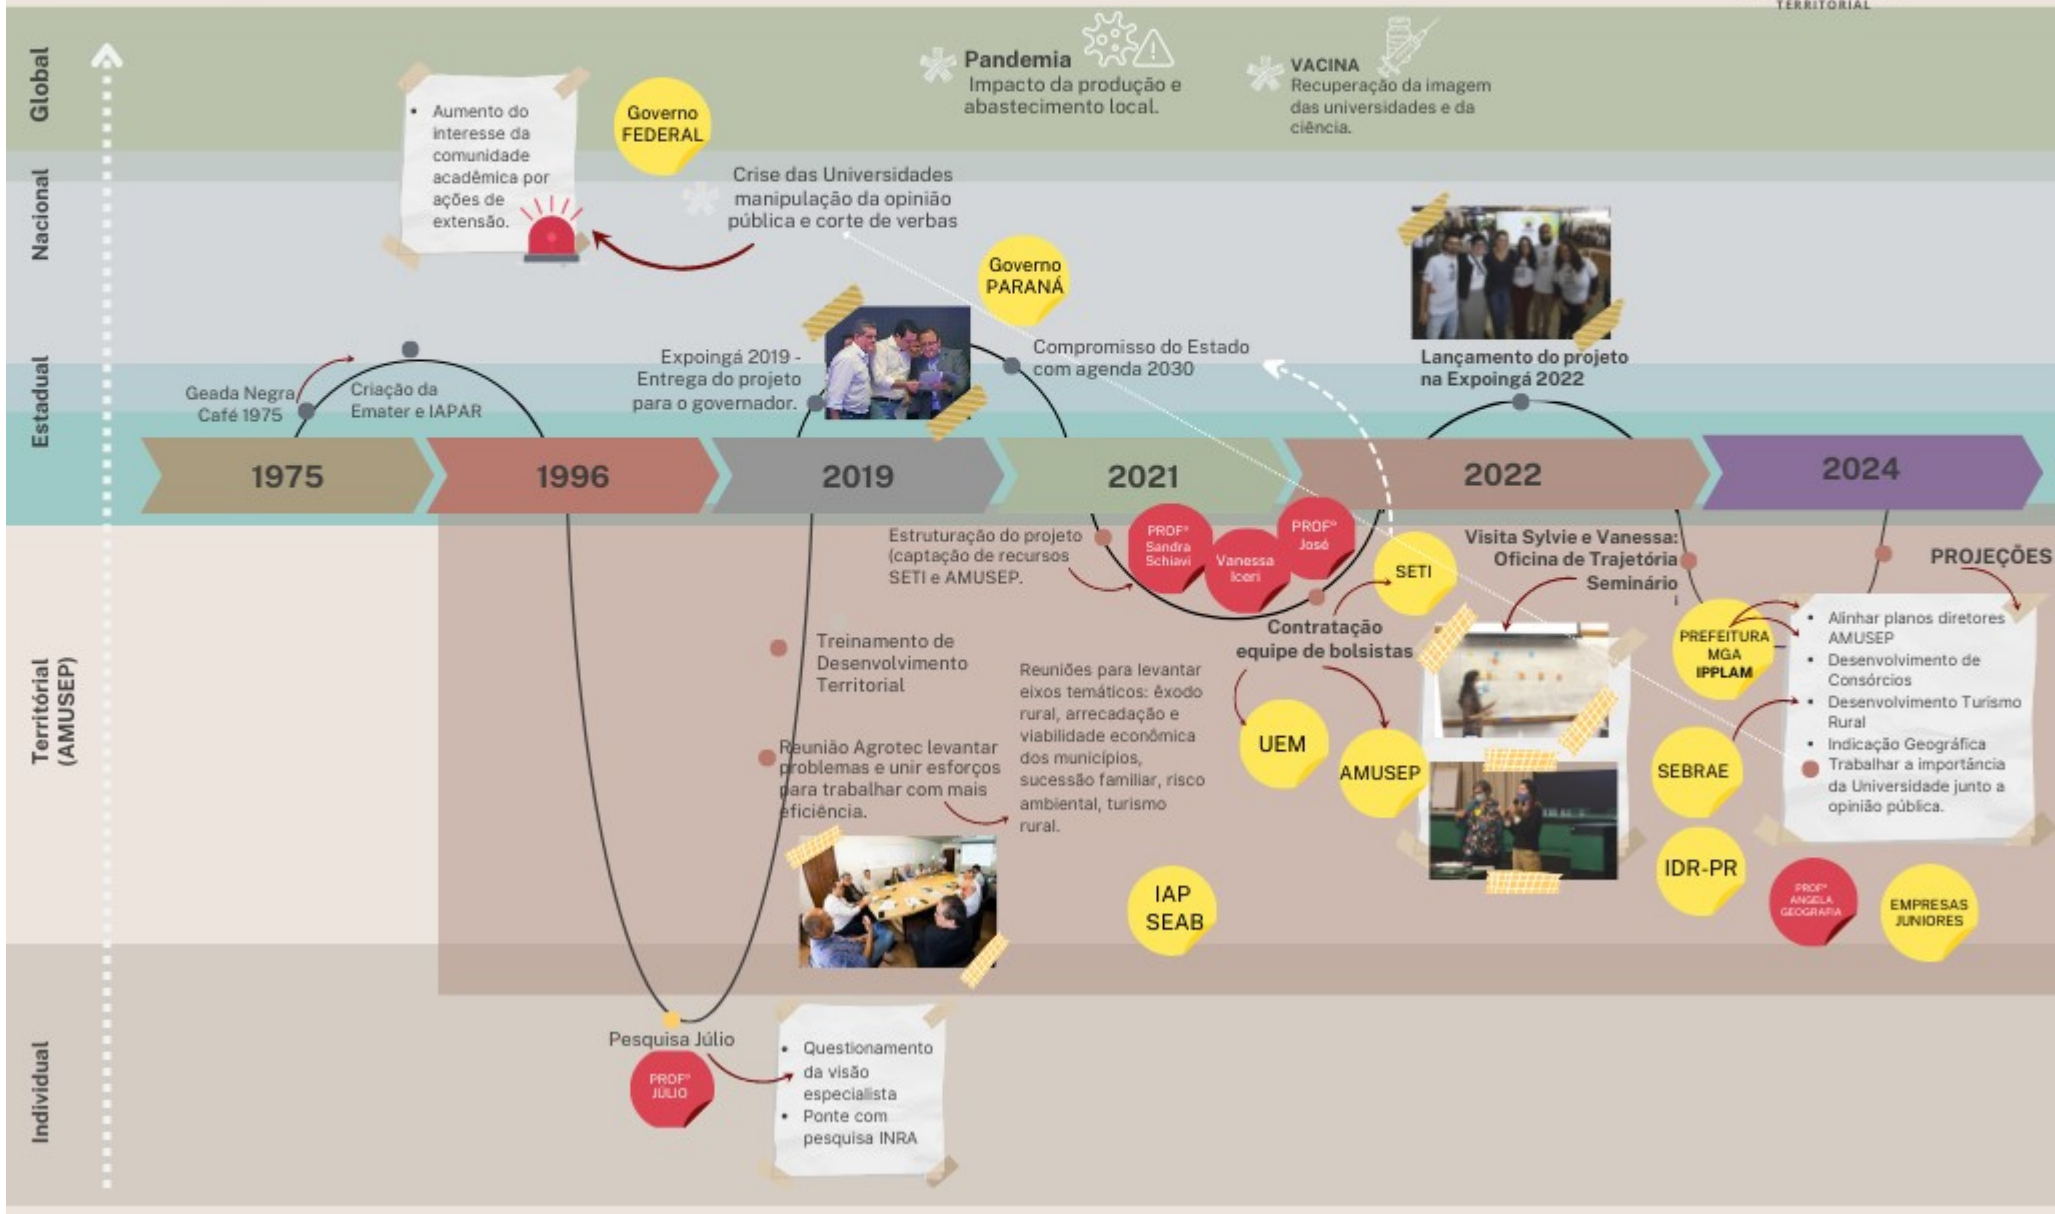 TERRITORIAL
Global
Nacional
Estadual
Territórial
(AMUSEP)
Individual
Pandemia
Impacto da produção e
abastecimento local.
VACINA
Recuperação da imagem
das universidades e da
ciência.
• Aumento do
interesse da
comunidade
acadêmica por
ações de
extensão.
Governo
FEDERAL
Crise das Universidades
manipulação da opinião
pública e corte de verbas
Governo
PARANÁ
Geada Negra
Café 1975
Criação da
Emater e IAPAR
Expoingá 2019 -
Entrega do projeto
para o governador.
Compromisso do Estado
com agenda 2030
Lançamento do projeto
na Expoingá 2022
1975
1996
2019
2021
2022
2024
Estruturação do projeto
(captação de recursos
SETI e AMUSEP.
PROFª
Sandra
Schiavi
Vanessa
Iceri
PROFº
José
SETI
Visita Sylvie e Vanessa:
Oficina de Trajetória
Seminário
PROJEÇÕES
Treinamento de
Desenvolvimento
Territorial
Reunião Agrotec levantar
problemas e unir esforços
para trabalhar com mais
eficiência.
Reuniões para levantar
eixos temáticos: êxodo
rural, arrecadação e
viabilidade econômica
dos municípios,
sucessão familiar, risco
ambiental, turismo
rural.
Contratação
equipe de bolsistas
UEM
AMUSEP
IAP
SEAB
PREFEITURA
MGA
IPPLAM
SEBRAE
IDR-PR
PROFª
ANGELA
GEOGRAFIA
EMPRESAS
JUNIORES
• Alinhar planos diretores
AMUSEP
• Desenvolvimento de
Consórcios
• Desenvolvimento Turismo
Rural
• Indicação Geográfica
Trabalhar a importância
da Universidade junto a
opinião pública.
Pesquisa Júlio
PROFº
JÚLIO
• Questionamento
da visão
especialista
• Ponte com
pesquisa INRA